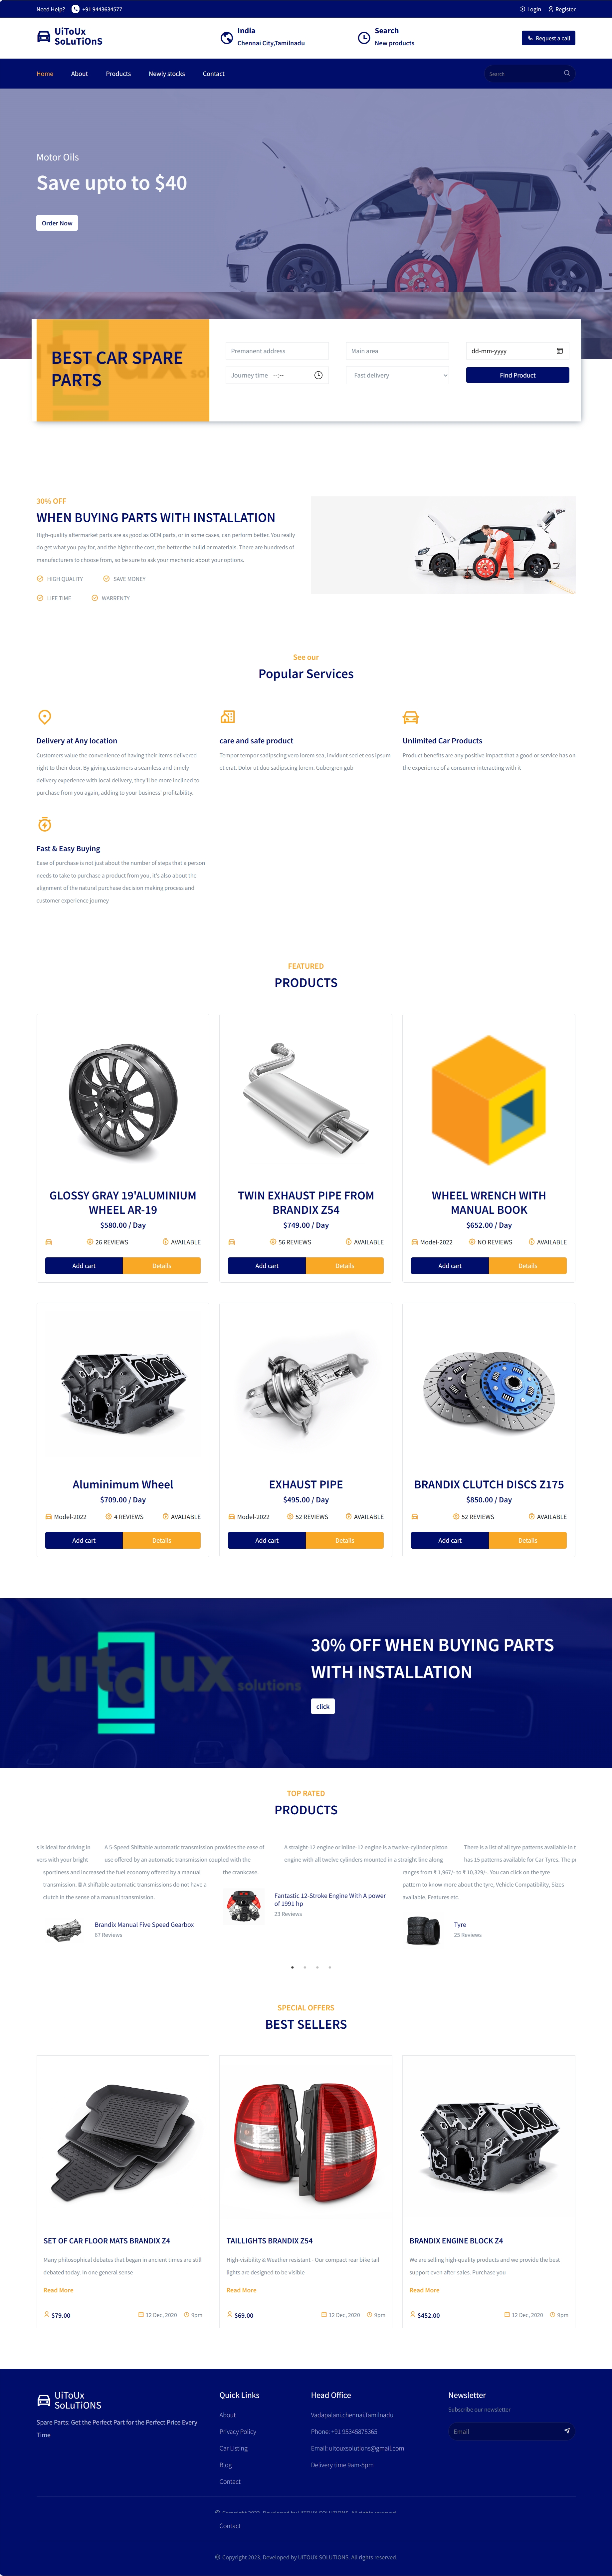 Need Help? +91 9443634577 Login Register
UiToUx
SoLuTiOnS
India
Chennai City,Tamilnadu
Search
New products
Request a call
Home About Products Newly stocks Contact Search
Motor Oils
Save upto to $40
Order Now
BEST CAR SPARE
PARTS
Premanent address Main area dd-mm-yyyy
Journey time --:-- Fast delivery Find Product
30% OFF
WHEN BUYING PARTS WITH INSTALLATION
High-quality aftermarket parts are as good as OEM parts, or in some cases, can perform better. You really
do get what you pay for, and the higher the cost, the better the build or materials. There are hundreds of
manufacturers to choose from, so be sure to ask your mechanic about your options.
HIGH QUALITY SAVE MONEY
LIFE TIME WARRENTY
See our
Popular Services
Delivery at Any location
Customers value the convenience of having their items delivered
right to their door. By giving customers a seamless and timely
delivery experience with local delivery, they'll be more inclined to
purchase from you again, adding to your business' profitability.
care and safe product
Tempor tempor sadipscing vero lorem sea, invidunt sed et eos ipsum
et erat. Dolor ut duo sadipscing lorem. Gubergren gub
Unlimited Car Products
Product benefits are any positive impact that a good or service has on
the experience of a consumer interacting with it
Fast & Easy Buying
Ease of purchase is not just about the number of steps that a person
needs to take to purchase a product from you, it's also about the
alignment of the natural purchase decision making process and
customer experience journey
FEATURED
PRODUCTS
GLOSSY GRAY 19'ALUMINIUM
WHEEL AR-19
$580.00 / Day
26 REVIEWS AVAILABLE
Add cart Details
TWIN EXHAUST PIPE FROM
BRANDIX Z54
$749.00 / Day
56 REVIEWS AVAILABLE
Add cart Details
WHEEL WRENCH WITH
MANUAL BOOK
$652.00 / Day
Model-2022 NO REVIEWS AVAILABLE
Add cart Details
Aluminimum Wheel
$709.00 / Day
Model-2022 4 REVIEWS AVALIABLE
Add cart Details
EXHAUST PIPE
$495.00 / Day
Model-2022 52 REVIEWS AVAILABLE
Add cart Details
BRANDIX CLUTCH DISCS Z175
$850.00 / Day
52 REVIEWS AVAILABLE
Add cart Details
uitoux solutions
30% OFF WHEN BUYING PARTS
WITH INSTALLATION
click
TOP RATED
PRODUCTS
s is ideal for driving in
vers with your bright
A 5-Speed Shiftable automatic transmission provides the ease of
use offered by an automatic transmission coupled with the
sportiness and increased the fuel economy offered by a manual
transmission. B A shiftable automatic transmissions do not have a
clutch in the sense of a manual transmission.
Brandix Manual Five Speed Gearbox
67 Reviews
A straight-12 engine or inline-12 engine is a twelve-cylinder piston
engine with all twelve cylinders mounted in a straight line along
the crankcase.
Fantastic 12-Stroke Engine With A power
of 1991 hp
23 Reviews
There is a list of all tyre patterns available in t
has 15 patterns available for Car Tyres. The p
ranges from ₹ 1,967/- to ₹ 10,329/-. You can click on the tyre
pattern to know more about the tyre, Vehicle Compatibility, Sizes
available, Features etc.
Tyre
25 Reviews
SPECIAL OFFERS
BEST SELLERS
SET OF CAR FLOOR MATS BRANDIX Z4
Many philosophical debates that began in ancient times are still
debated today. In one general sense
Read More
$79.00 12 Dec, 2020 9pm
TAILLIGHTS BRANDIX Z54
High-visibility & Weather resistant - Our compact rear bike tail
lights are designed to be visible
Read More
$69.00 12 Dec, 2020 9pm
BRANDIX ENGINE BLOCK Z4
We are selling high-quality products and we provide the best
support even after-sales. Purchase you
Read More
$452.00 12 Dec, 2020 9pm
UiToUx
SoLuTiONS
Spare Parts: Get the Perfect Part for the Perfect Price Every
Time
Quick Links
About
Privacy Policy
Car Listing
Blog
Contact
Head Office
Vadapalani,chennai,Tamilnadu
Phone: +91 95345875365
Email: uitouxsolutions@gmail.com
Delivery time 9am-5pm
Newsletter
Subscribe our newsletter
Email
© Copyright 2023, Developed by UITOUX SOLUTIONS. All rights reserved.
Contact
© Copyright 2023, Developed by UITOUX SOLUTIONS. All rights reserved.